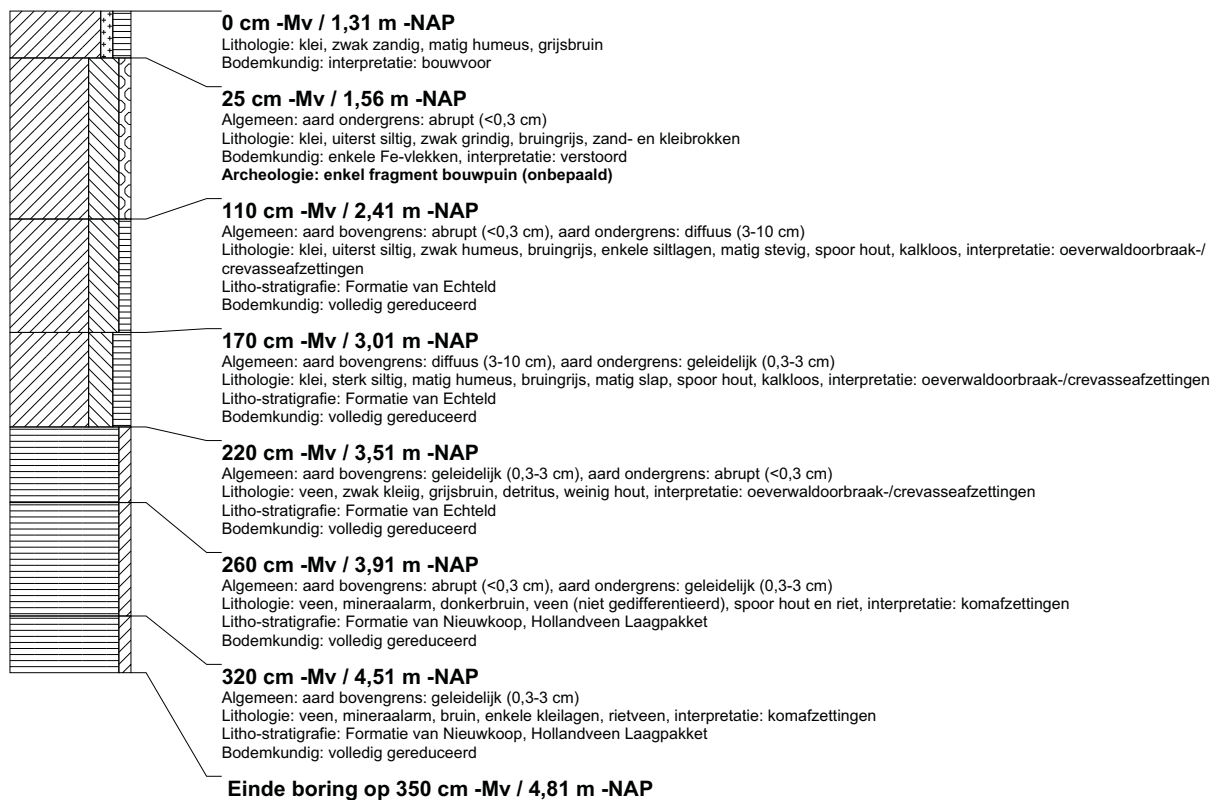 0 cm -Mv / 1,31 m -NAP
Lithologie: klei, zwak zandig, matig humeus, grijsbruin
Bodemkundig: interpretatie: bouwvoor
25 cm -Mv / 1,56 m -NAP
Algemeen: aard ondergrens: abrupt (<0,3 cm)
Lithologie: klei, uiterst siltig, zwak grindig, bruingrijs, zand- en kleibrokken
Bodemkundig: enkele Fe-vlekken, interpretatie: verstoord
Archeologie: enkel fragment bouwpuin (onbepaald)
110 cm -Mv / 2,41 m -NAP
Algemeen: aard bovengrens: abrupt (<0,3 cm), aard ondergrens: diffuus (3-10 cm)
Lithologie: klei, uiterst siltig, zwak humeus, bruingrijs, enkele siltlagen, matig stevig, spoor hout, kalkloos, interpretatie: oeverwaldoorbraak-/
crevasseafzettingen
Litho-stratigrafie: Formatie van Echteld
Bodemkundig: volledig gereduceerd
170 cm -Mv / 3,01 m -NAP
Algemeen: aard bovengrens: diffuus (3-10 cm), aard ondergrens: geleidelijk (0,3-3 cm)
Lithologie: klei, sterk siltig, matig humeus, bruingrijs, matig slap, spoor hout, kalkloos, interpretatie: oeverwaldoorbraak-/crevasseafzettingen
Litho-stratigrafie: Formatie van Echteld
Bodemkundig: volledig gereduceerd
220 cm -Mv / 3,51 m -NAP
Algemeen: aard bovengrens: geleidelijk (0,3-3 cm), aard ondergrens: abrupt (<0,3 cm)
Lithologie: veen, zwak kleiig, grijsbruin, detritus, weinig hout, interpretatie: oeverwaldoorbraak-/crevasseafzettingen
Litho-stratigrafie: Formatie van Echteld
Bodemkundig: volledig gereduceerd
260 cm -Mv / 3,91 m -NAP
Algemeen: aard bovengrens: abrupt (<0,3 cm), aard ondergrens: geleidelijk (0,3-3 cm)
Lithologie: veen, mineraalarm, donkerbruin, veen (niet gedifferentieerd), spoor hout en riet, interpretatie: komafzettingen
Litho-stratigrafie: Formatie van Nieuwkoop, Hollandveen Laagpakket
Bodemkundig: volledig gereduceerd
320 cm -Mv / 4,51 m -NAP
Algemeen: aard bovengrens: geleidelijk (0,3-3 cm)
Lithologie: veen, mineraalarm, bruin, enkele kleilagen, rietveen, interpretatie: komafzettingen
Litho-stratigrafie: Formatie van Nieuwkoop, Hollandveen Laagpakket
Bodemkundig: volledig gereduceerd
Einde boring op 350 cm -Mv / 4,81 m -NAP